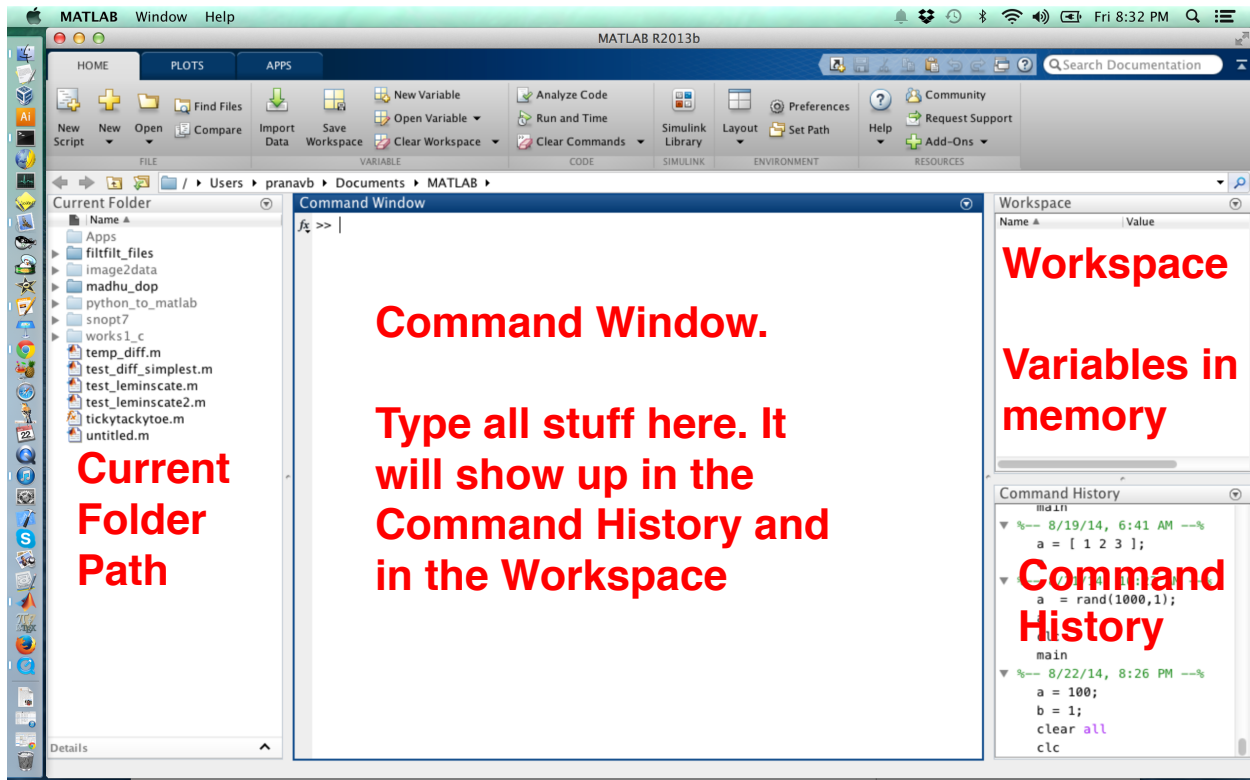 MATLAB Window Help Fri 8:32 PM
MATLAB R2013b
HOME PLOTS APPS Search Documentation
New Script
New
Open
Find Files
Compare
FILE
Import Data
Save Workspace
New Variable
Open Variable
Clear Workspace
VARIABLE
Analyze Code
Run and Time
Clear Commands
CODE
Simulink Library
SIMULINK
Layout
Preferences
Set Path
ENVIRONMENT
Help
Community
Request Support
Add-Ons
RESOURCES
/ Users pranavb Documents MATLAB
Current Folder
Name
Apps
filtfilt_files
image2data
madhu_dop
python_to_matlab
snopt7
works1_c
temp_diff.m
test_diff_simplest.m
test_leminscate.m
test_leminscate2.m
tickytackytoe.m
untitled.m
Current
Folder
Path
Details
Command Window
fx >>
Command Window.
Type all stuff here. It
will show up in the
Command History and
in the Workspace
Workspace
Name Value
Workspace
Variables in
memory
Command History
main
%-- 8/19/14, 6:41 AM --%
a = [ 1 2 3 ];
a = rand(1000,1);
main
%-- 8/22/14, 8:26 PM --%
a = 100;
b = 1;
clear all
clc
Command
History
Ai
22
S